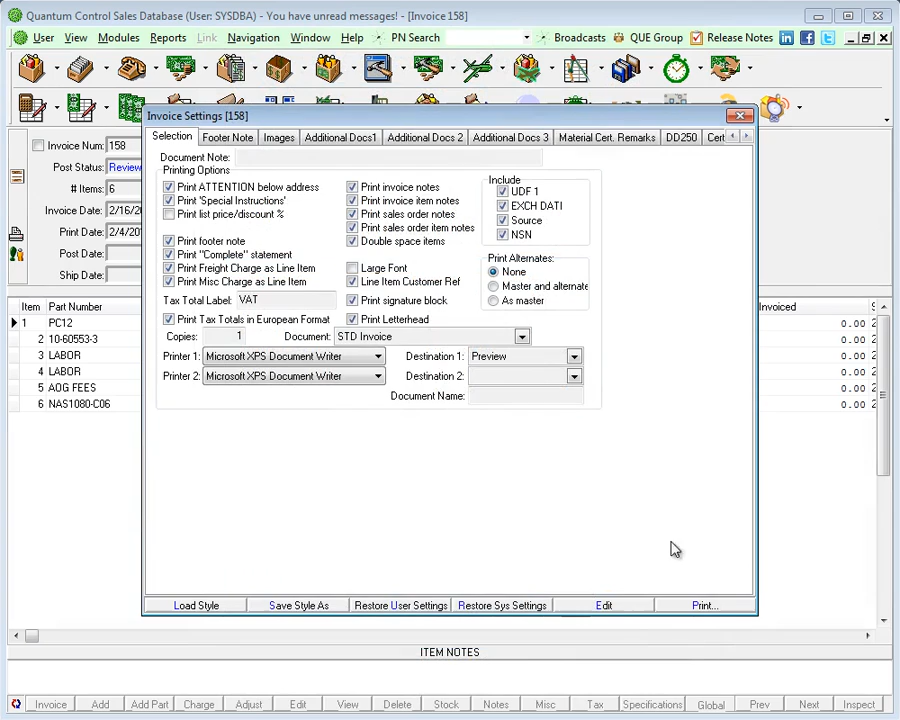 Quantum Control Sales Database (User: SYSDBA) - You have unread messages! - [Invoice 158]
User View Modules Reports Link Navigation Window Help PN Search Broadcasts QUE Group Release Notes
Invoice Settings [158]
Selection Footer Note Images Additional Docs1 Additional Docs 2 Additional Docs 3 Material Cert. Remarks DD250 Cert
Invoice Num: 158
Post Status: Review
# Items: 6
Invoice Date: 2/16/20
Print Date: 2/4/20
Post Date:
Ship Date:
Document Note:
Printing Options
Print ATTENTION below address
Print 'Special Instructions'
Print list price/discount %
Print footer note
Print "Complete" statement
Print Freight Charge as Line Item
Print Misc Charge as Line Item
Tax Total Label: VAT
Print Tax Totals in European Format
Print invoice notes
Print invoice item notes
Print sales order notes
Print sales order item notes
Double space items
Large Font
Line Item Customer Ref
Print signature block
Print Letterhead
Include
UDF 1
EXCH DATI
Source
NSN
Print Alternates:
None
Master and alternate
As master
Copies: 1 Document: STD Invoice
Printer 1: Microsoft XPS Document Writer Destination 1: Preview
Printer 2: Microsoft XPS Document Writer Destination 2:
Document Name:
Load Style Save Style As Restore User Settings Restore Sys Settings Edit Print...
Item Part Number Invoiced S
1 PC12 0.00 2
2 10-60553-3 0.00 2
3 LABOR 0.00 2
4 LABOR 0.00 2
5 AOG FEES 0.00 2
6 NAS1080-C06 0.00 2
ITEM NOTES
Invoice Add Add Part Charge Adjust Edit View Delete Stock Notes Misc Tax Specifications Global Prev Next Inspect